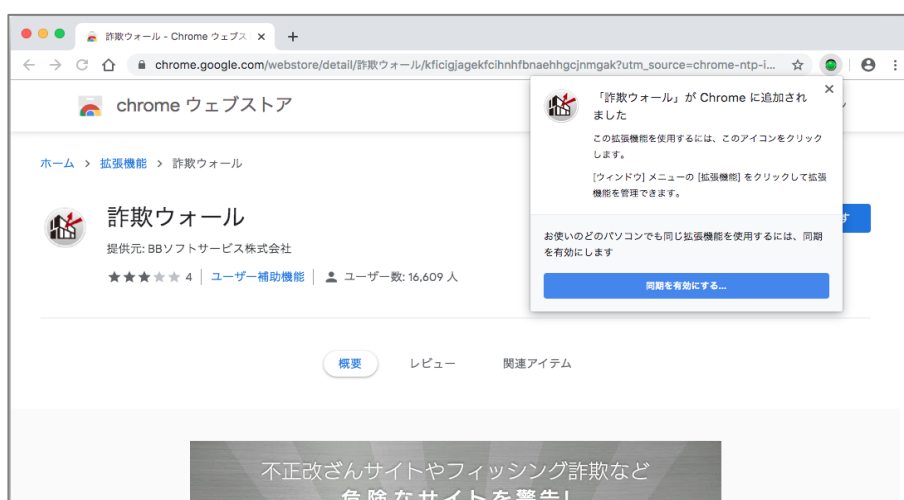 詐欺ウォール - Chrome ウェブス
chrome.google.com/webstore/detail/詐欺ウォール/kficigjagekfcihnhfbnaehhgcjnmgak?utm_source=chrome-ntp-i...
chrome ウェブストア
「詐欺ウォール」が Chrome に追加され
ました
この拡張機能を使用するには、このアイコンをクリック
します。
[ウィンドウ] メニューの [拡張機能] をクリックして拡張
機能を管理できます。
お使いのどのパソコンでも同じ拡張機能を使用するには、同期
を有効にします
同期を有効にする...
ホーム > 拡張機能 > 詐欺ウォール
詐欺ウォール
提供元: BBソフトサービス株式会社
★★★★★ 4 | ユーザー補助機能 | ユーザー数: 16,609 人
す
概要 レビュー 関連アイテム
不正改ざんサイトやフィッシング詐欺など
危険なサイトを警告!